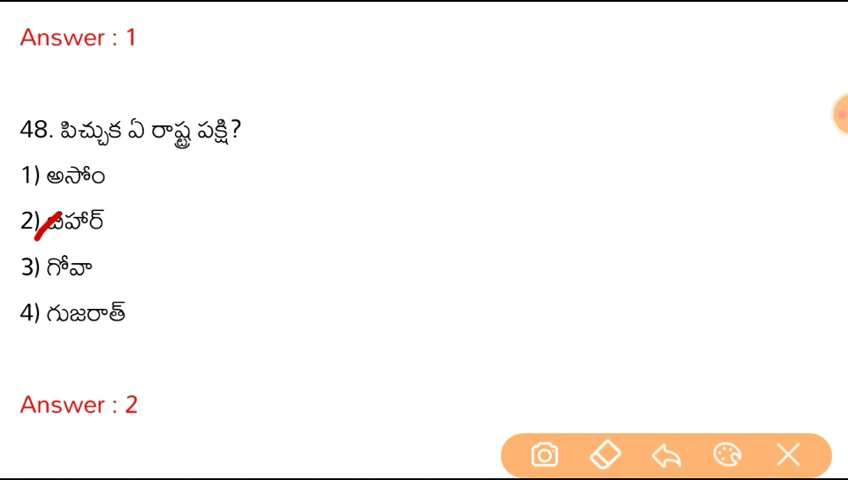 Answer : 1
48. పిచ్చుక ఏ రాష్ట్ర పక్షి?
1) అసోం
2) బీహార్
3) గోవా
4) గుజరాత్
Answer : 2